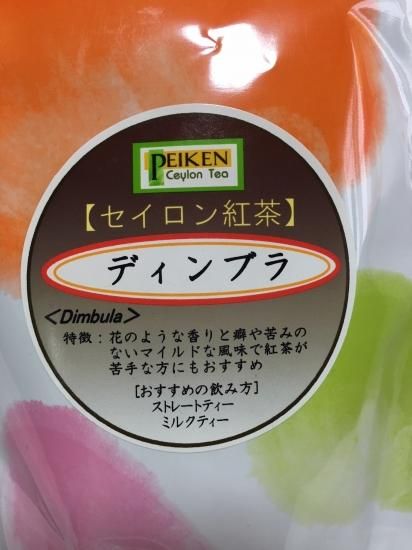 PEIKEN
Ceylon Tea
【セイロン紅茶】
ディンブラ
<Dimbula>
特徴：花のような香りと癖や苦みの
ないマイルドな風味で紅茶が
苦手な方にもおすすめ
[おすすめの飲み方]
ストレートティー
ミルクティー